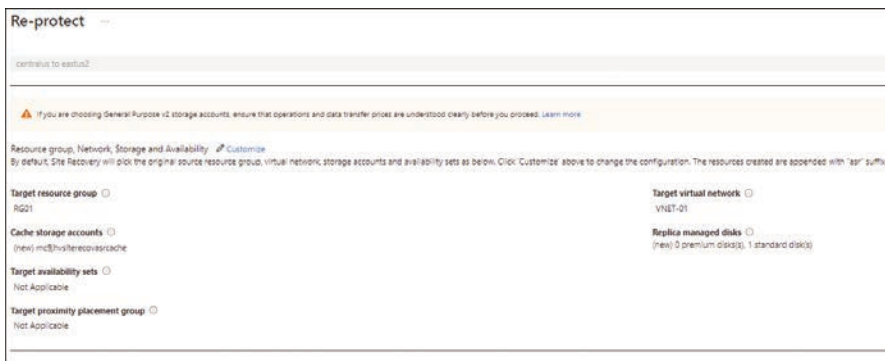 Re-protect
centralus to eastus2
If you are choosing General Purpose v2 storage accounts, ensure that operations and data transfer prices are understood clearly before you proceed. Learn more
Resource group, Network, Storage and Availability Customize
By default, Site Recovery will pick the original source resource group, virtual network, storage accounts and availability sets as below. Click 'Customize' above to change the configuration. The resources created are appended with "asr" suffix
Target resource group
RG01
Target virtual network
VNET-01
Cache storage accounts
(new)
Replica managed disks
(new) 0 premium disks(s), 1 standard disk(s)
Target availability sets
Not Applicable
Target proximity placement group
Not Applicable